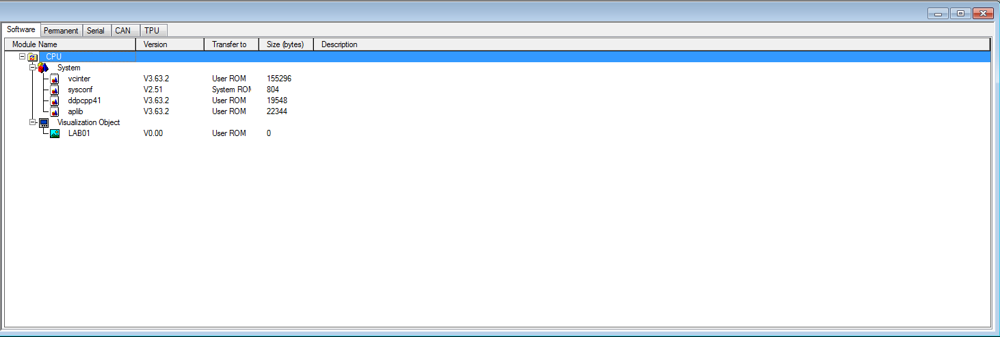 Software Permanent Serial CAN TPU
Module Name Version Transfer to Size (bytes) Description
CPU
System
vcinter V3.63.2 User ROM 155296
sysconf V2.51 System ROM 804
ddpcpp41 V3.63.2 User ROM 19548
aplib V3.63.2 User ROM 22344
Visualization Object
LAB01 V0.00 User ROM 0